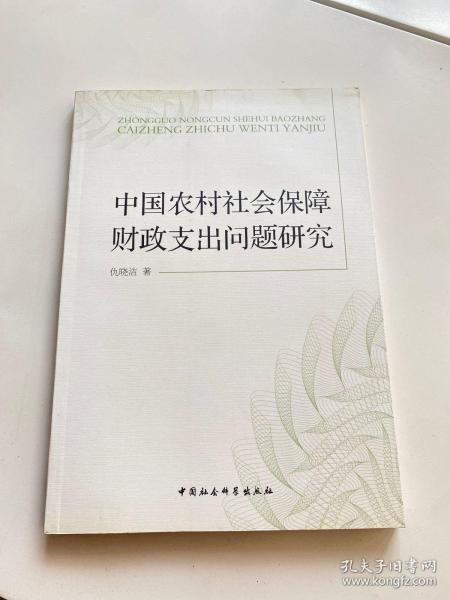 ZHONGGUO NONGCUN SHEHUI BAOZHANG
CAIZHENG ZHICHU WENTI YANJIU
中国农村社会保障
财政支出问题研究
仇晓洁 著
中国社会科学出版社
孔夫子旧书网
www.kongfz.com